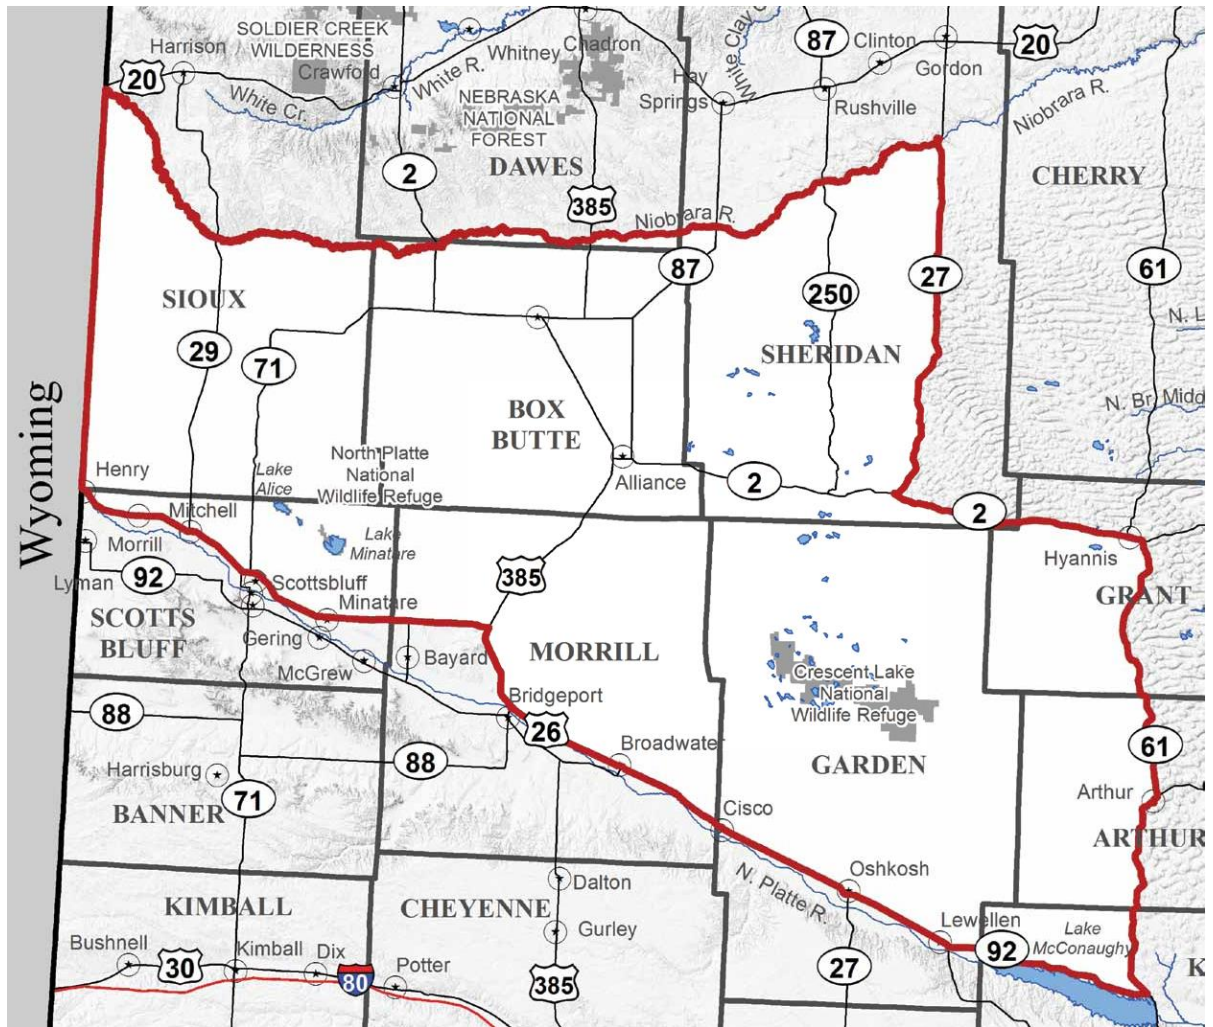 SOLDIER CREEK
WILDERNESS
Harrison
20
Crawford
White Cr.
White R.
Whitney
Chadron
NEBRASKA
NATIONAL
FOREST
DAWES
2
385
Hay
Springs
White Clay
87
Clinton
Gordon
Rushville
20
Niobrara R.
CHERRY
Niobrara R.
87
27
61
250
SIOUX
29
71
SHERIDAN
N. L
N. Br. Midd
BOX
BUTTE
Wyoming
Henry
Lake
Alice
North Platte
National
Wildlife Refuge
Alliance
2
2
Mitchell
Lake
Minatare
Morrill
Hyannis
Lyman
92
Scottsbluff
385
Minatare
GRANT
SCOTTS
BLUFF
Gering
McGrew
Bayard
MORRILL
Crescent Lake
National
Wildlife Refuge
Bridgeport
88
26
88
Broadwater
GARDEN
61
Harrisburg
71
BANNER
Cisco
Arthur
ARTHUR
Oshkosh
Dalton
N. Platte R.
KIMBALL
CHEYENNE
Gurley
Lewellen
92
Lake
McConaughy
Bushnell
30
Kimball
Dix
80
Potter
385
27
K